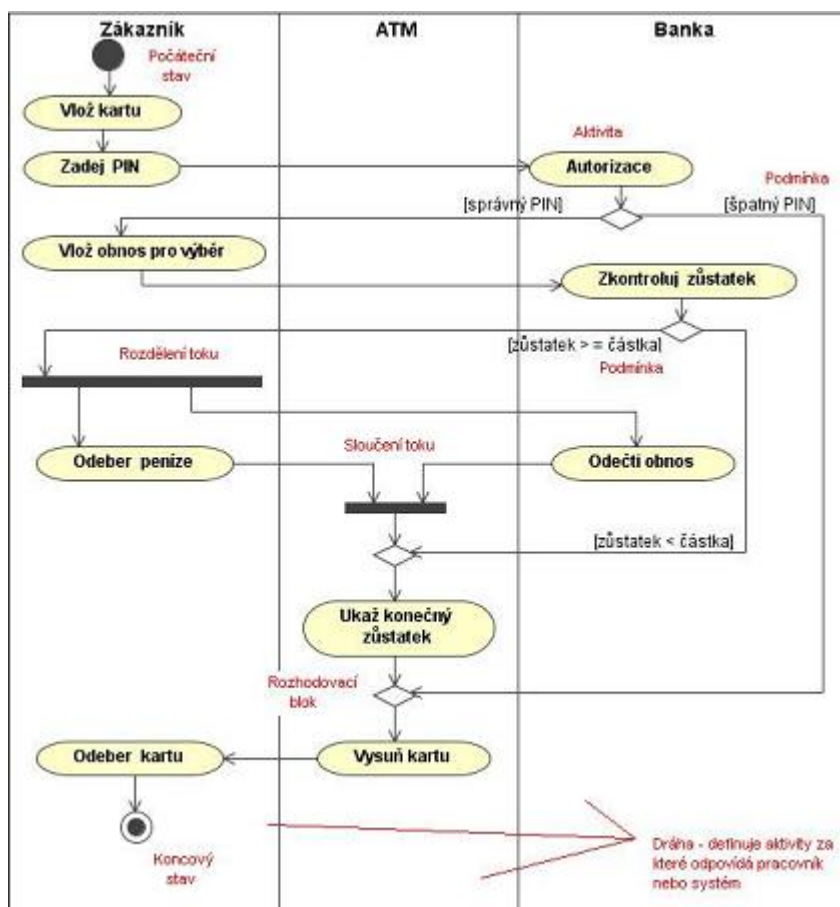 Zákazník
ATM
Banka
Počáteční
stav
Vlož kartu
Aktivita
Zadej PIN
Autorizace
Podmínka
[správný PIN]
[špatný PIN]
Vlož obnos pro výběr
Zkontroluj zůstatek
[zůstatek > = částka]
Rozdělení toku
Podmínka
Sloučení toku
Odeber peníze
Odečti obnos
[zůstatek < částka]
Ukaž konečný
zůstatek
Rozhodovací
blok
Odeber kartu
Vysuň kartu
Koncový
stav
Dráha - definuje aktivity za
které odpovídá pracovník
nebo systém